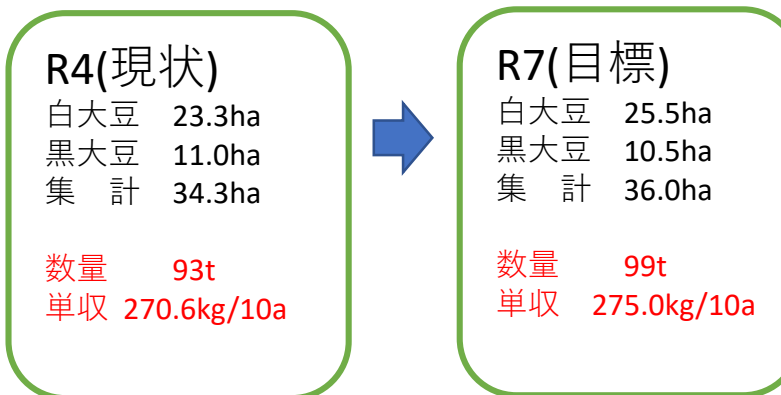 R4(現状)
白大豆　23.3ha
黒大豆　11.0ha
集　計　34.3ha
数量　　93t
単収 270.6kg/10a
R7(目標)
白大豆　25.5ha
黒大豆　10.5ha
集　計　36.0ha
数量　　99t
単収　275.0kg/10a